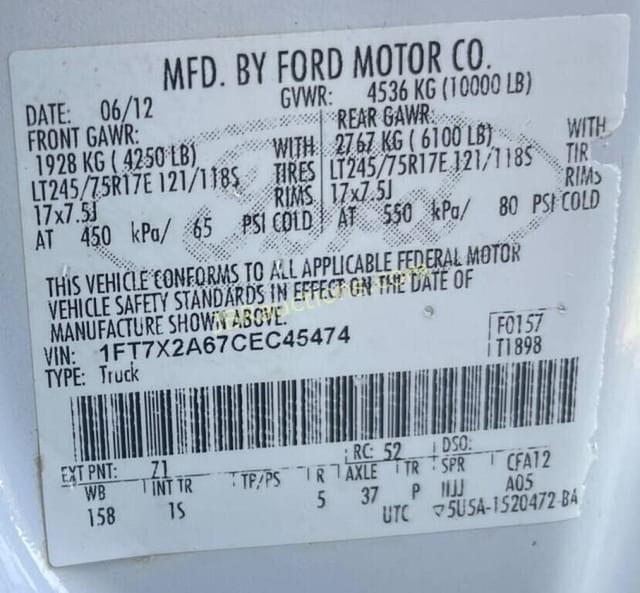 MFD. BY FORD MOTOR CO.
DATE: 06/12 GVWR: 4536 KG (10000 LB)
FRONT GAWR: REAR GAWR:
1928 KG (4250 LB) WITH 2767 KG (6100 LB) WITH
LT245/75R17E 121/118S TIRES LT245/75R17E 121/118S TIR
17x7.5J RIMS 17x7.5J RIMS
AT 450 kPa/ 65 PSI COLD AT 550 kPa/ 80 PSI COLD
THIS VEHICLE CONFORMS TO ALL APPLICABLE FEDERAL MOTOR
VEHICLE SAFETY STANDARDS IN EFFECT ON THE DATE OF
MANUFACTURE SHOWN ABOVE.
VIN: 1FT7X2A67CEC45474 F0157
TYPE: Truck T1898
EXT PNT: Z1 RC: 52 DSO:
WB INT TR TP/PS R AXLE TR SPR CFA12
158 1S 5 37 P IIJJ A05
UTC 5U5A-1520472-BA